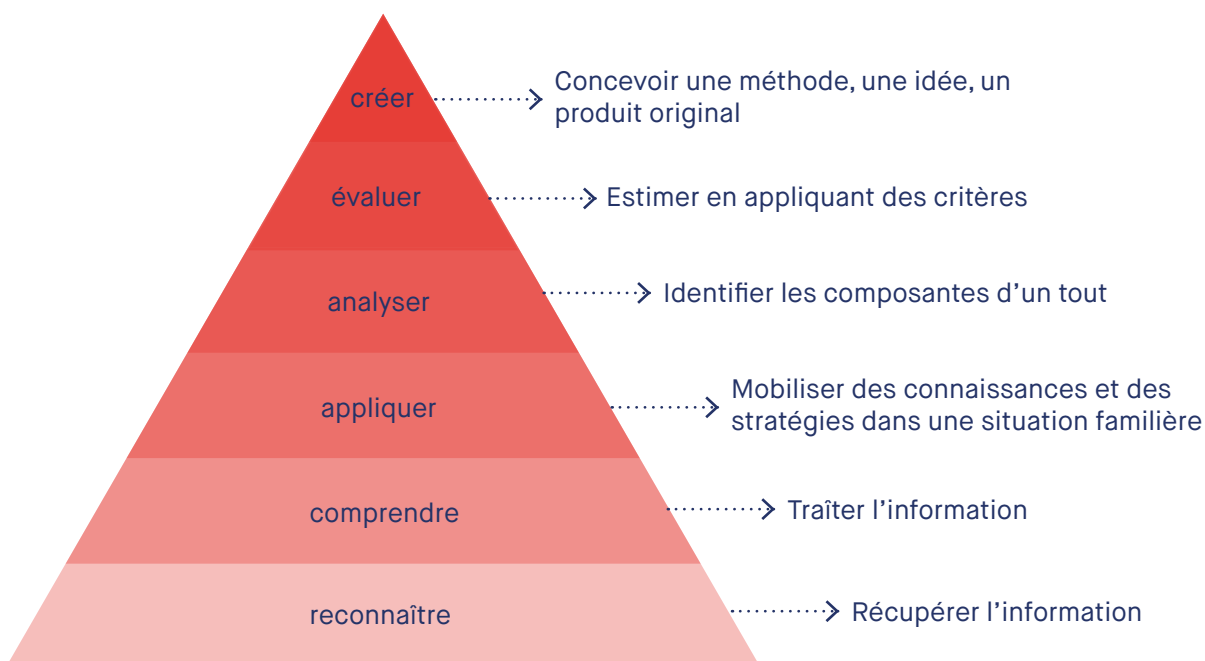 créer
Concevoir une méthode, une idée, un
produit original
évaluer
Estimer en appliquant des critères
analyser
Identifier les composantes d'un tout
appliquer
Mobiliser des connaissances et des
stratégies dans une situation familière
comprendre
Traîter l'information
reconnaître
Récupérer l'information